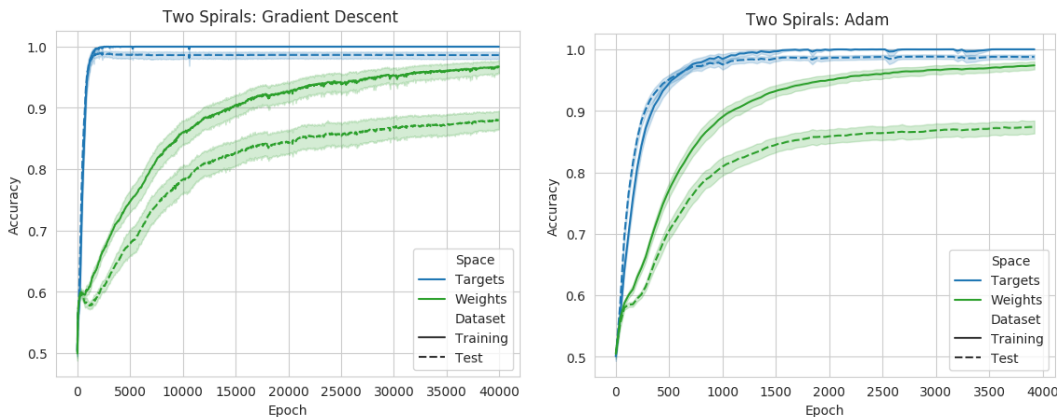 Two Spirals: Gradient Descent
1.0
0.9
0.8
0.7
0.6
0.5
Accuracy
0 5000 10000 15000 20000 25000 30000 35000 40000
Epoch
Space
Targets
Weights
Dataset
Training
Test
Two Spirals: Adam
1.0
0.9
0.8
0.7
0.6
0.5
Accuracy
0 500 1000 1500 2000 2500 3000 3500 4000
Epoch
Space
Targets
Weights
Dataset
Training
Test